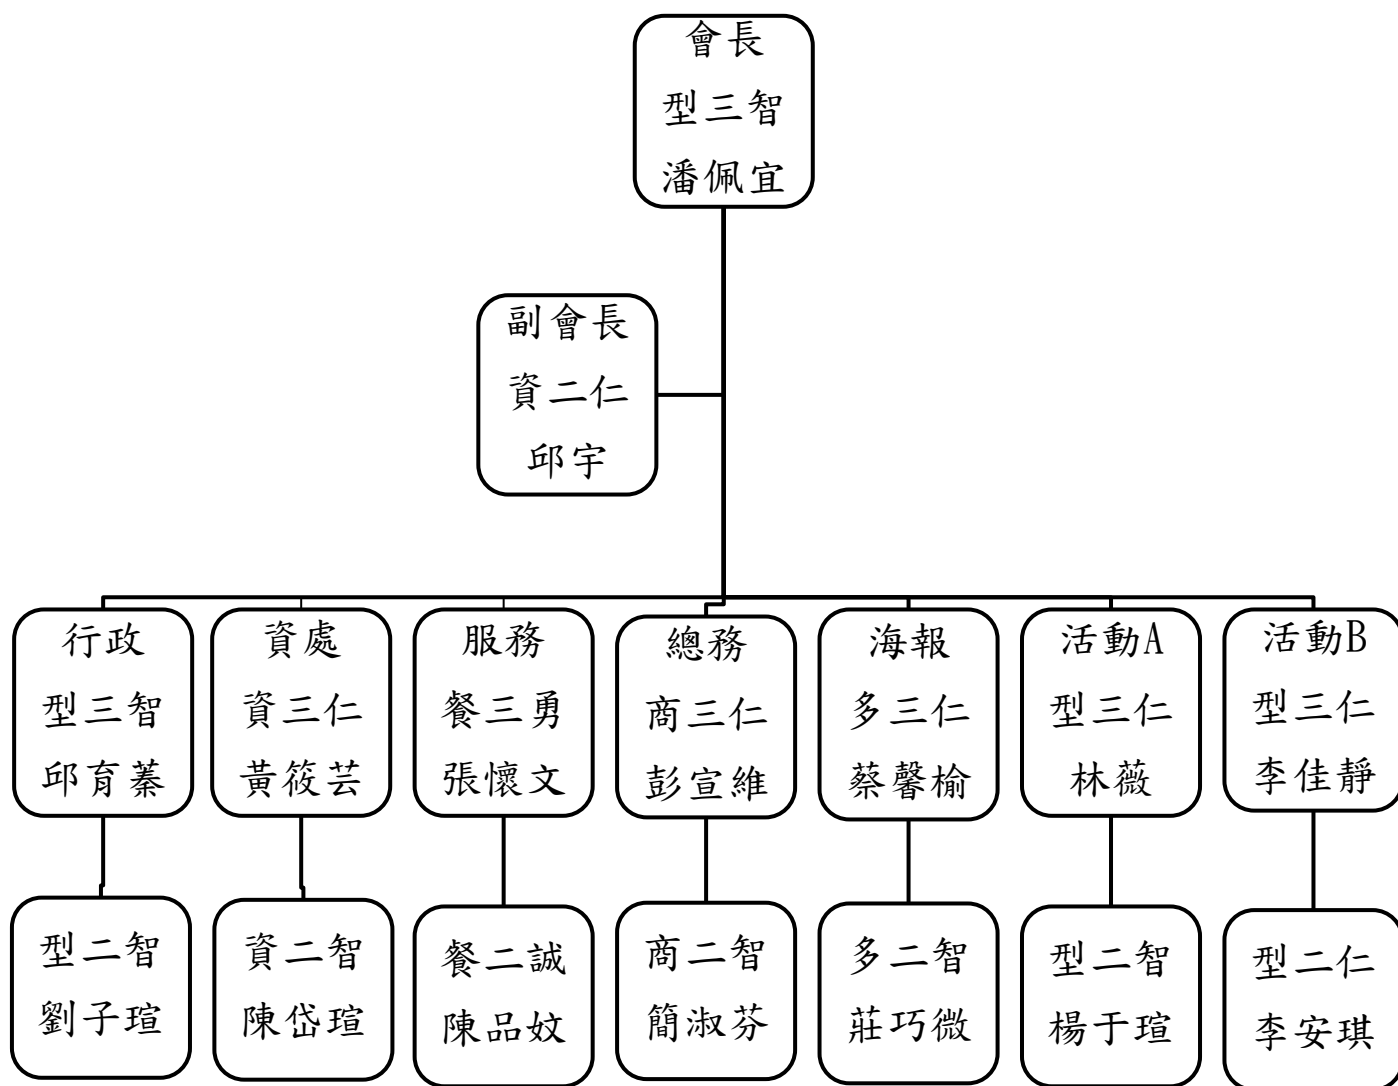 會長
型三智
潘佩宜
副會長
資二仁
邱宇
行政
型三智
邱育蓁
資處
資三仁
黃筱芸
服務
餐三勇
張懷文
總務
商三仁
彭宣維
海報
多三仁
蔡馨榆
活動A
型三仁
林薇
活動B
型三仁
李佳靜
型二智
劉子瑄
資二智
陳岱瑄
餐二誠
陳品妏
商二智
簡淑芬
多二智
莊巧微
型二智
楊于瑄
型二仁
李安琪